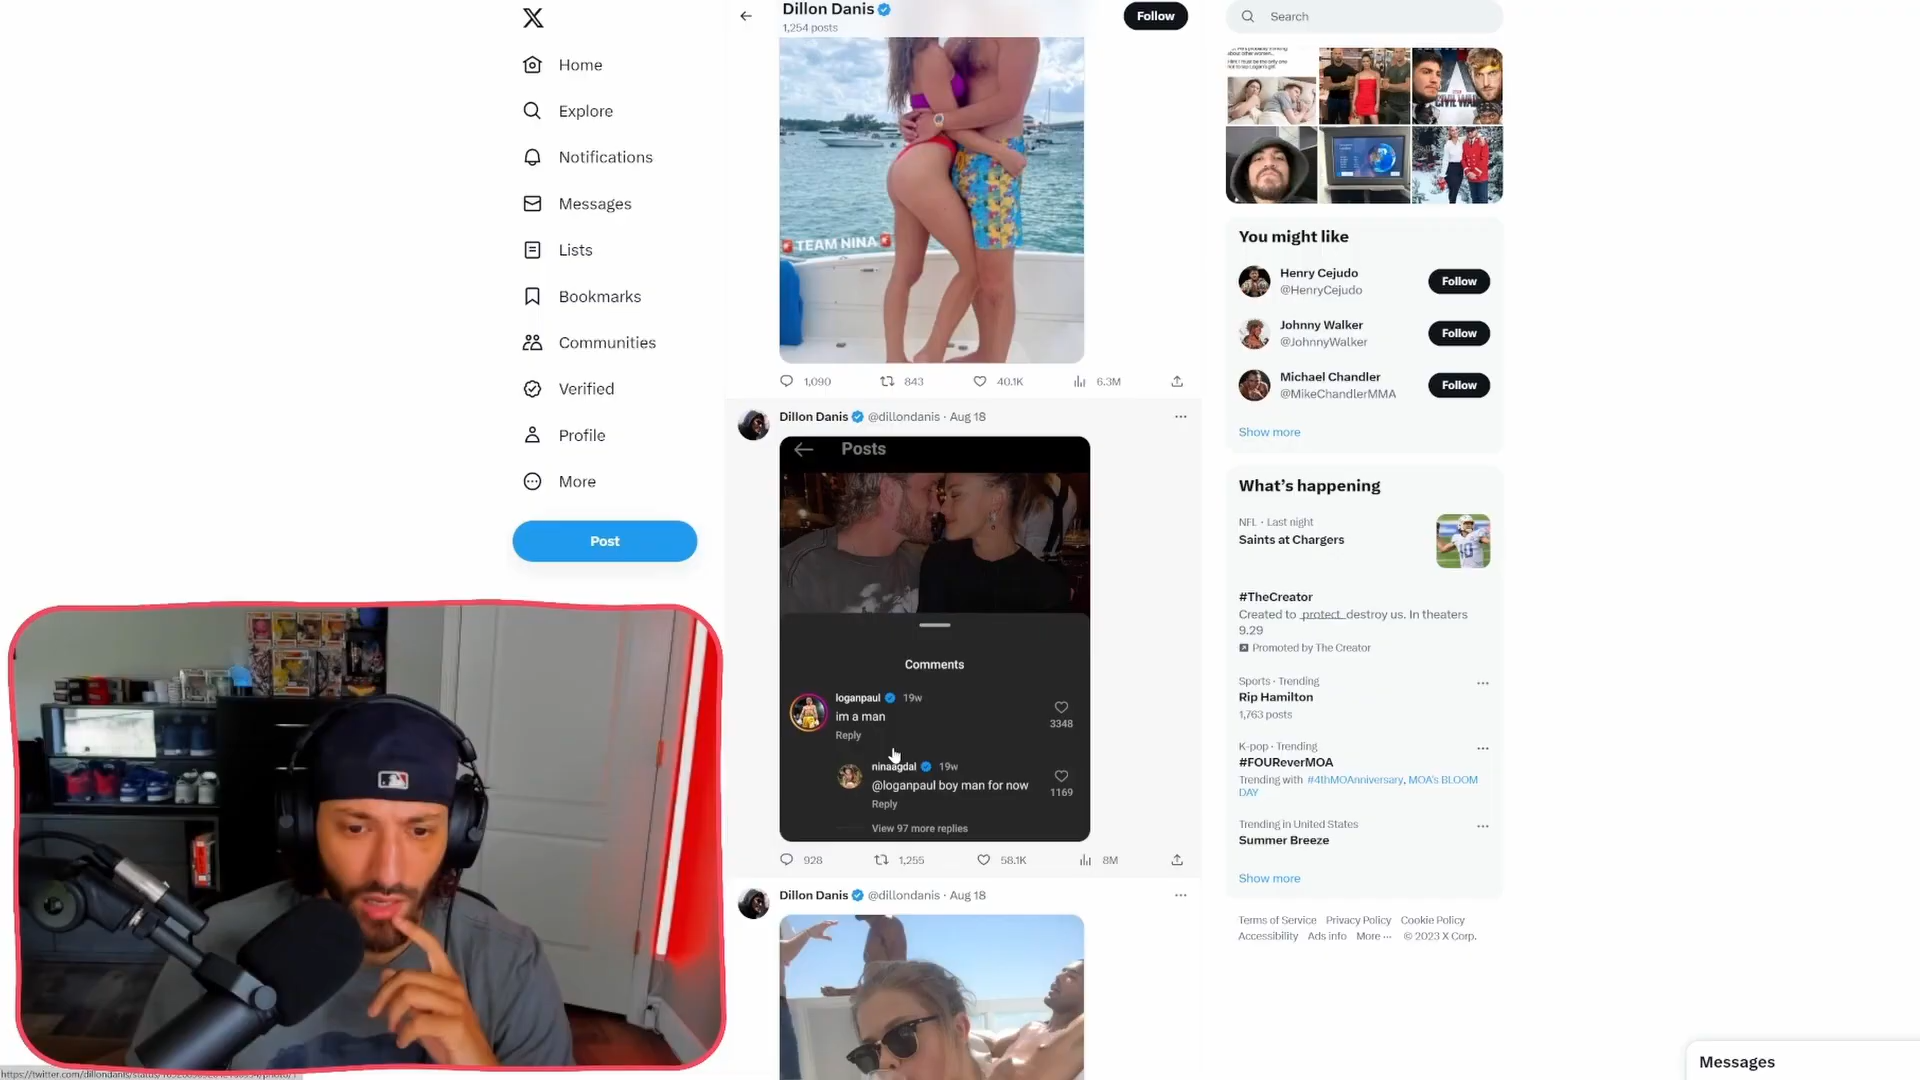 Dillon Danis
1,254 posts
Follow
Search
Home
Explore
Notifications
Messages
Lists
Bookmarks
Communities
Verified
Profile
More
Post
TEAM NINA
1,090
843
40.1K
6.3M
Dillon Danis @dillondanis · Aug 18
Posts
Comments
loganpaul 19w
im a man
Reply
3348
ninaagdal 19w
@loganpaul boy man for now
Reply
1169
View 97 more replies
928
1,255
58.1K
8M
Dillon Danis @dillondanis · Aug 18
CIVIL WAR
You might like
Henry Cejudo
@HenryCejudo
Follow
Johnny Walker
@JohnnyWalker
Follow
Michael Chandler
@MikeChandlerMMA
Follow
Show more
What's happening
NFL · Last night
Saints at Chargers
#TheCreator
Created to protect destroy us. In theaters
9.29
Promoted by The Creator
Sports · Trending
Rip Hamilton
1,763 posts
K-pop · Trending
#FOUReverMOA
Trending with #4thMOAnniversary, MOA's BLOOM
DAY
Trending in United States
Summer Breeze
Show more
Terms of Service Privacy Policy Cookie Policy
Accessibility Ads info More ··· © 2023 X Corp.
Messages